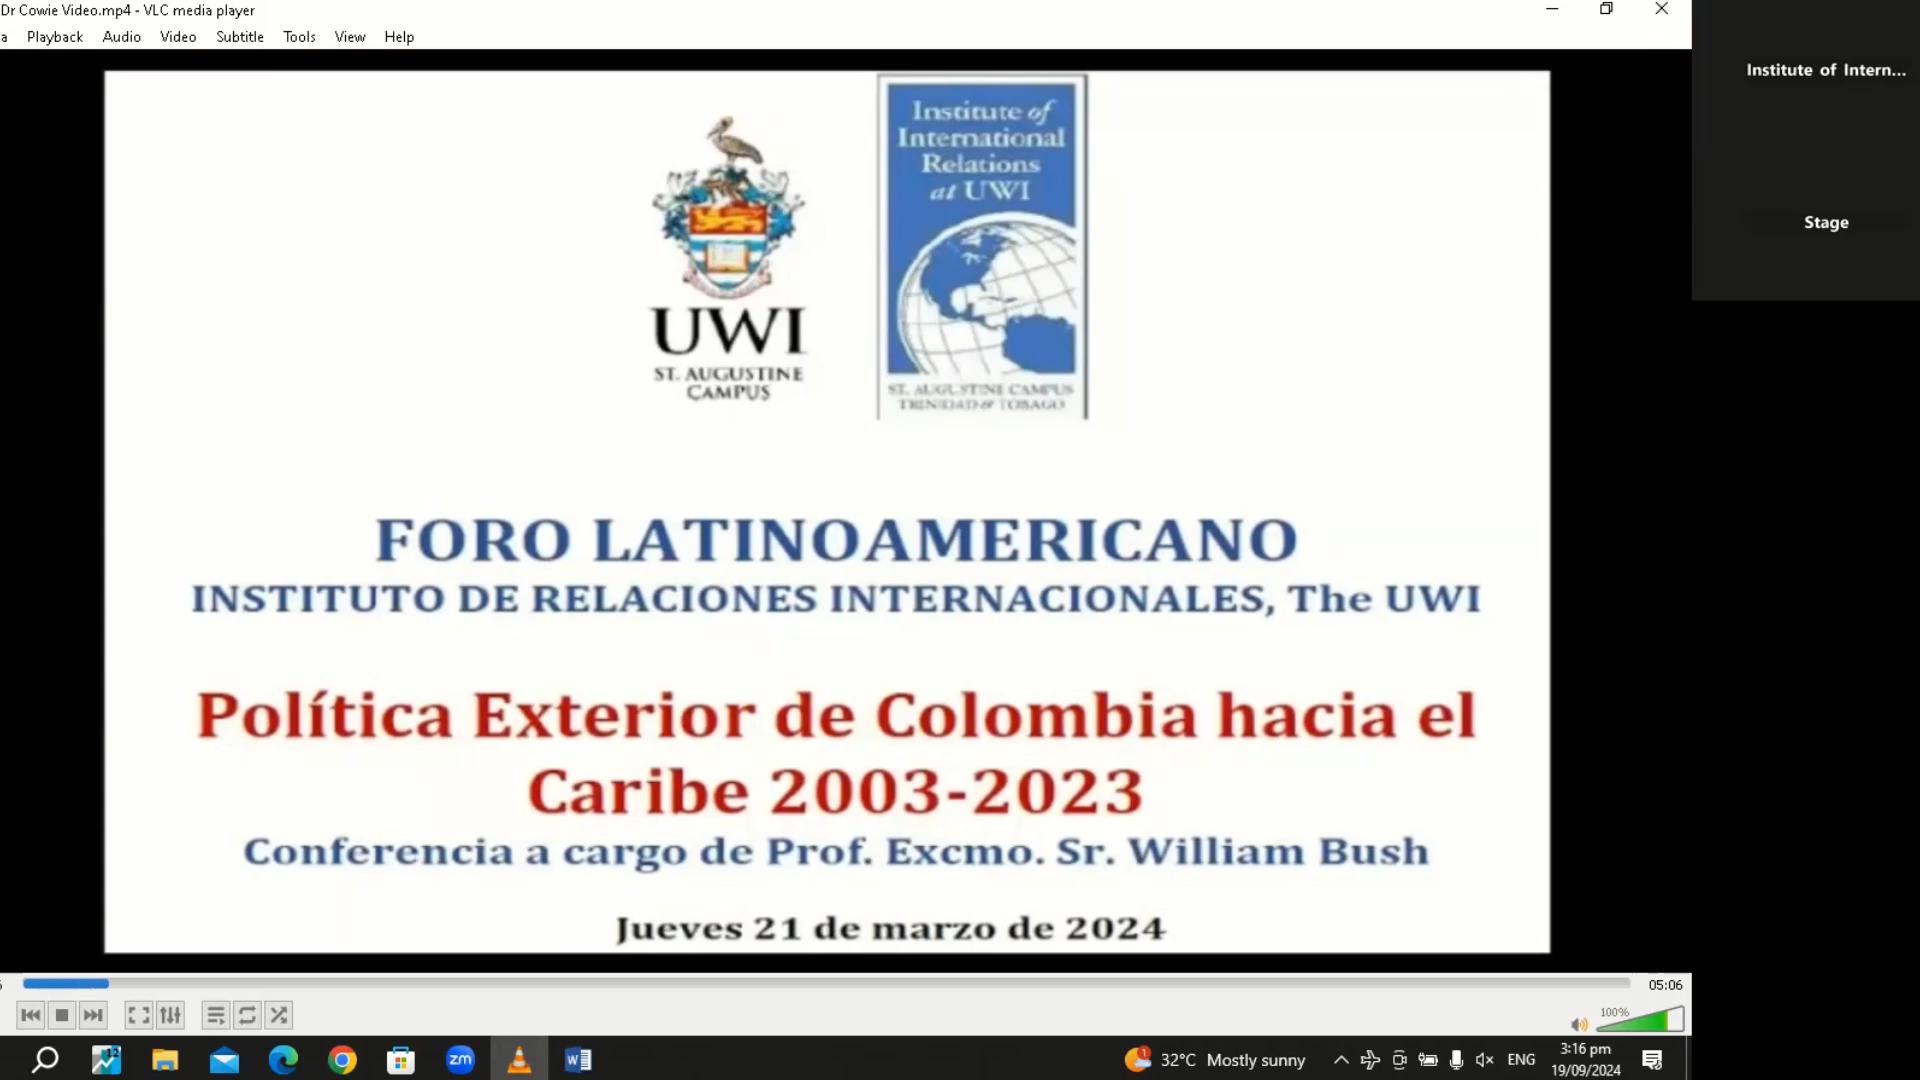 Dr Cowie Video.mp4 - VLC media player
a Playback Audio Video Subtitle Tools View Help
Institute of Intern...
Stage
UWI
ST. AUGUSTINE
CAMPUS
Institute of
International
Relations
at UWI
ST. AUGUSTINE CAMPUS
TRINIDAD & TOBAGO
FORO LATINOAMERICANO
INSTITUTO DE RELACIONES INTERNACIONALES, The UWI
Política Exterior de Colombia hacia el
Caribe 2003-2023
Conferencia a cargo de Prof. Excmo. Sr. William Bush
Jueves 21 de marzo de 2024
05:06
100%
12
zm
1
32°C Mostly sunny
ENG
3:16 pm
19/09/2024